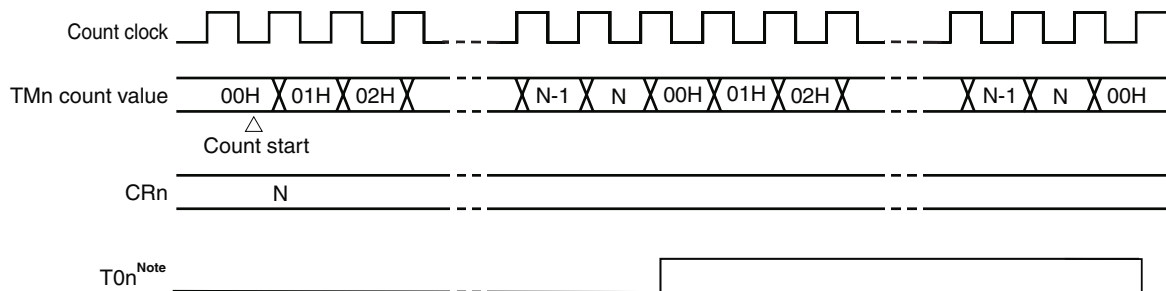 Count clock
TMn count value 00H 01H 02H N-1 N 00H 01H 02H N-1 N 00H
Count start
CRn N
T0nNote